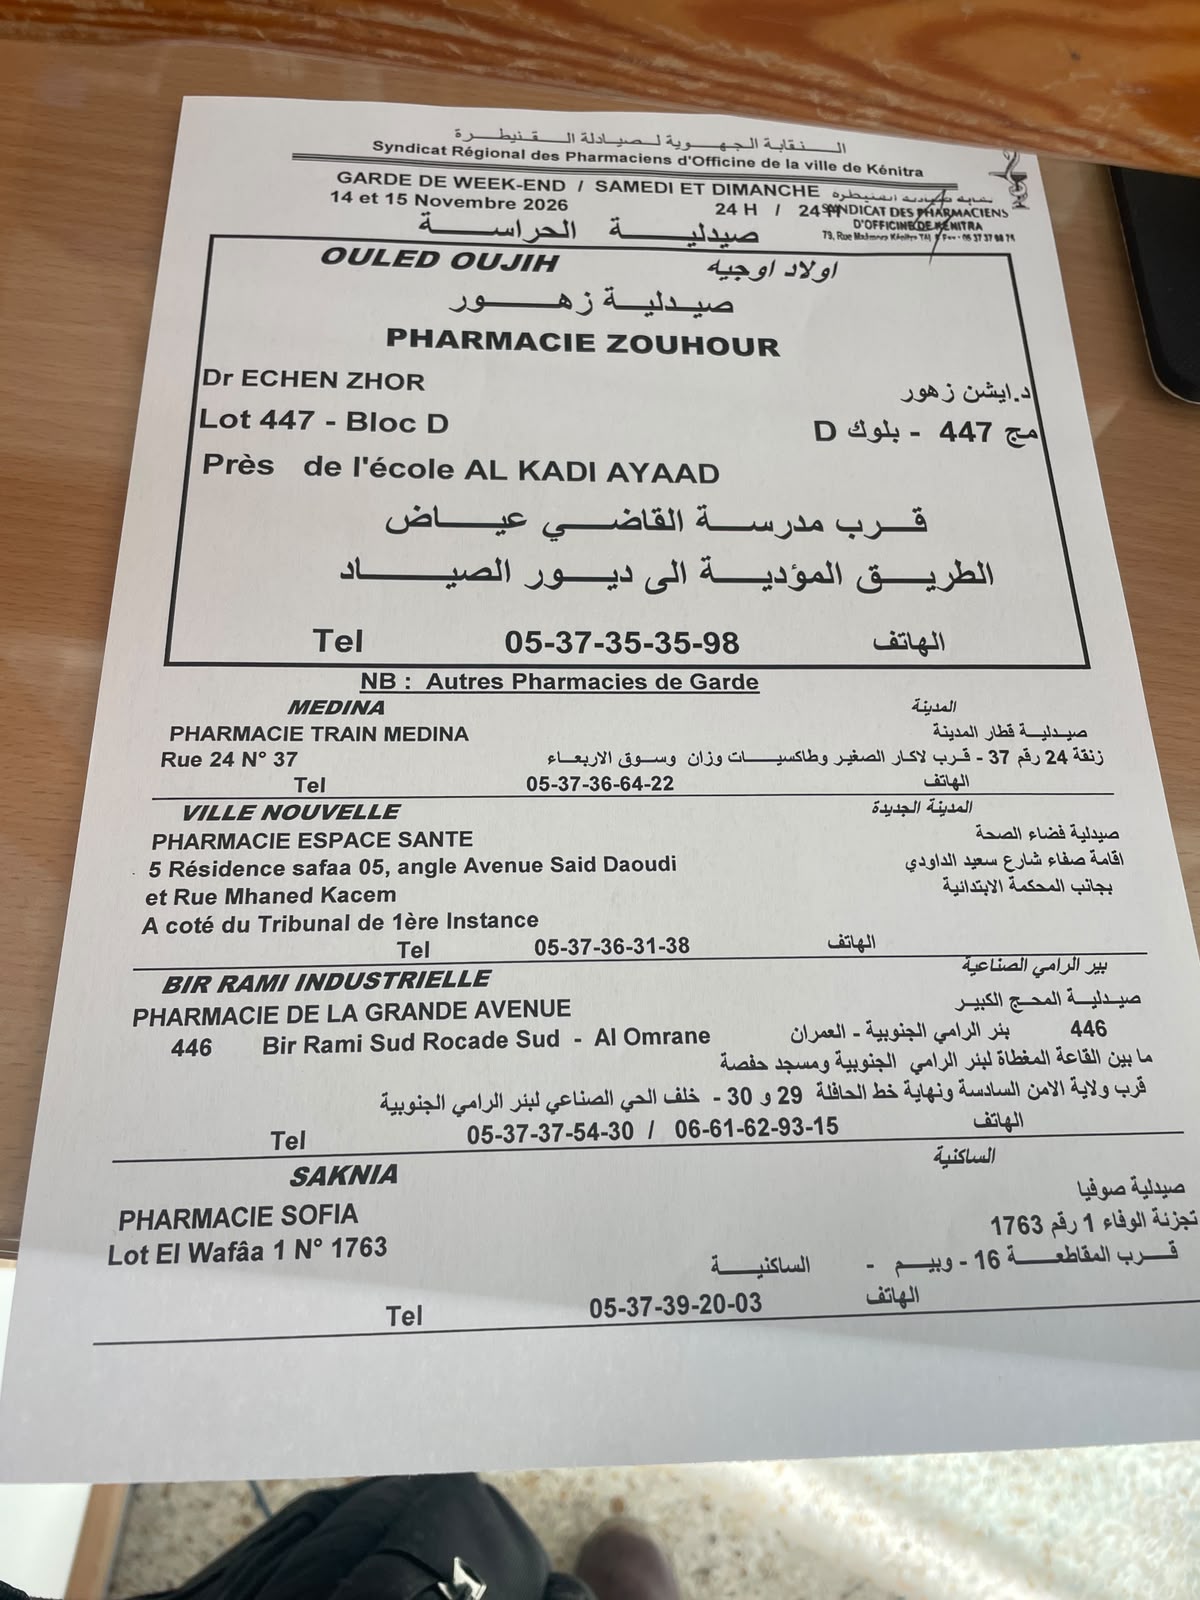 النقابة الجهوية لصيادلة القنيطرة
Syndicat Régional des Pharmaciens d'Officine de la ville de Kénitra
GARDE DE WEEK-END / SAMEDI ET DIMANCHE
14 et 15 Novembre 2026 24 H / 24 H
SYNDICAT DES PHARMACIENS
D'OFFICINE DE KENITRA
صيدلية الحراسة
OULED OUJIH اولاد اوجيه
صيدلية زهور
PHARMACIE ZOUHOUR
Dr ECHEN ZHOR د.ايشن زهور
Lot 447 - Bloc D مج 447 - بلوك D
Près de l'école AL KADI AYAAD
قرب مدرسة القاضي عياض
الطريق المؤدية الى ديور الصياد
Tel 05-37-35-35-98 الهاتف
NB : Autres Pharmacies de Garde
MEDINA المدينة
PHARMACIE TRAIN MEDINA صيدلية قطار المدينة
Rue 24 N° 37 زنقة 24 رقم 37 - قرب لاكار الصغير وطاكسيات وزان وسوق الاربعاء
Tel 05-37-36-64-22 الهاتف
VILLE NOUVELLE المدينة الجديدة
PHARMACIE ESPACE SANTE صيدلية فضاء الصحة
5 Résidence safaa 05, angle Avenue Said Daoudi اقامة صفاء شارع سعيد الداودي
et Rue Mhaned Kacem بجانب المحكمة الابتدائية
A coté du Tribunal de 1ère Instance
Tel 05-37-36-31-38 الهاتف
BIR RAMI INDUSTRIELLE بير الرامي الصناعية
PHARMACIE DE LA GRANDE AVENUE صيدلية المحج الكبير
446 Bir Rami Sud Rocade Sud - Al Omrane 446 بئر الرامي الجنوبية - العمران
ما بين القاعة المغطاة لبئر الرامي الجنوبية ومسجد حفصة
قرب ولاية الامن السادسة ونهاية خط الحافلة 29 و 30 - خلف الحي الصناعي لبئر الرامي الجنوبية
Tel 05-37-37-54-30 / 06-61-62-93-15 الهاتف
SAKNIA الساكنية
PHARMACIE SOFIA صيدلية صوفيا
Lot El Wafâa 1 N° 1763 تجزئة الوفاء 1 رقم 1763
قرب المقاطعة 16 - وبيم - الساكنية
Tel 05-37-39-20-03 الهاتف